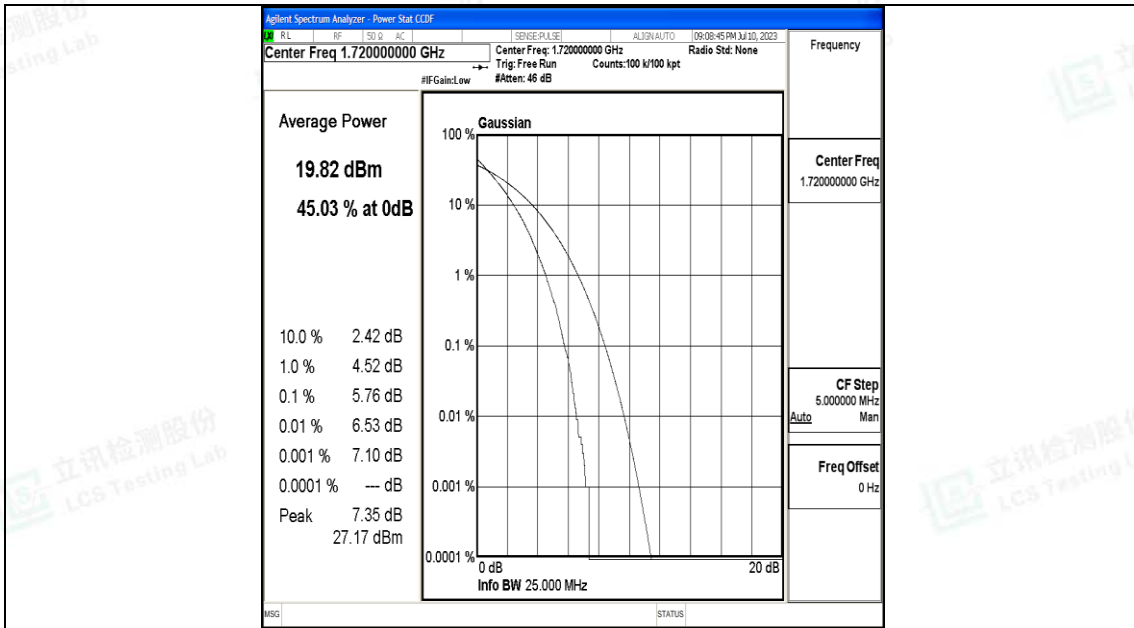 Agilent Spectrum Analyzer - Power Stat CCDF
RL RF 50 Ω AC SENSE:PULSE ALIGN AUTO 09:08:45 PM Jul 10, 2023
Center Freq 1.720000000 GHz
Center Freq: 1.720000000 GHz Radio Std: None
Trig: Free Run Counts:100 k/100 kpt
#IFGain:Low #Atten: 46 dB
Frequency
Average Power
19.82 dBm
45.03 % at 0dB
10.0 % 2.42 dB
1.0 % 4.52 dB
0.1 % 5.76 dB
0.01 % 6.53 dB
0.001 % 7.10 dB
0.0001 % --- dB
Peak 7.35 dB
27.17 dBm
Gaussian
100 %
10 %
1 %
0.1 %
0.01 %
0.001 %
0.0001 %
0 dB 20 dB
Info BW 25.000 MHz
Center Freq
1.720000000 GHz
CF Step
5.000000 MHz
Auto Man
Freq Offset
0 Hz
MSG STATUS
立讯检测股份
LCS Testing Lab